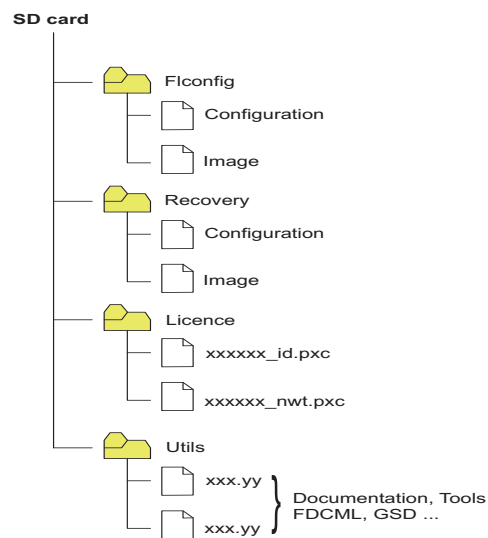 SD card
Flconfig
Configuration
Image
Recovery
Configuration
Image
Licence
xxxxxx_id.pxc
xxxxxx_nwt.pxc
Utils
xxx.yy
xxx.yy
Documentation, Tools
FDCML, GSD ...